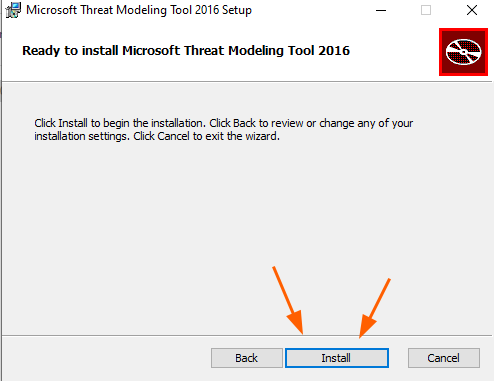 Microsoft Threat Modeling Tool 2016 Setup
Ready to install Microsoft Threat Modeling Tool 2016
Click Install to begin the installation. Click Back to review or change any of your
installation settings. Click Cancel to exit the wizard.
Back
Install
Cancel